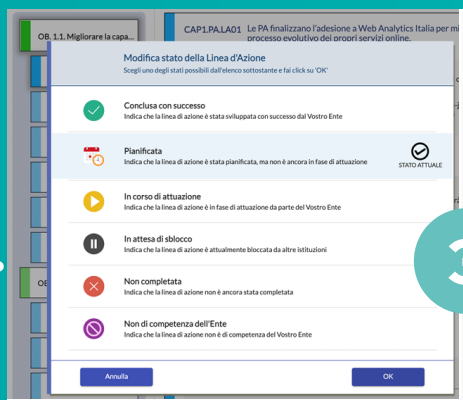 OB. 1.1. Migliorare la capa...
CAP1.PA.LA01 Le PA finalizzano l'adesione a Web Analytics Italia per mi
processo evolutivo dei propri servizi online.
Modifica stato della Linea d'Azione
Scegli uno degli stati possibili dall'elenco sottostante e fai click su 'OK'
Conclusa con successo
Indica che la linea di azione è stata sviluppata con successo dal Vostro Ente
Pianificata
Indica che la linea di azione è stata pianificata, ma non è ancora in fase di attuazione
STATO ATTUALE
In corso di attuazione
Indica che la linea di azione è in fase di attuazione da parte del Vostro Ente
In attesa di sblocco
Indica che la linea di azione è attualmente bloccata da altre istituzioni
3
Non completata
Indica che la linea di azione non è ancora stata completata
OB
Non di competenza dell'Ente
Indica che la linea di azione non è di competenza del Vostro Ente
Annulla
OK